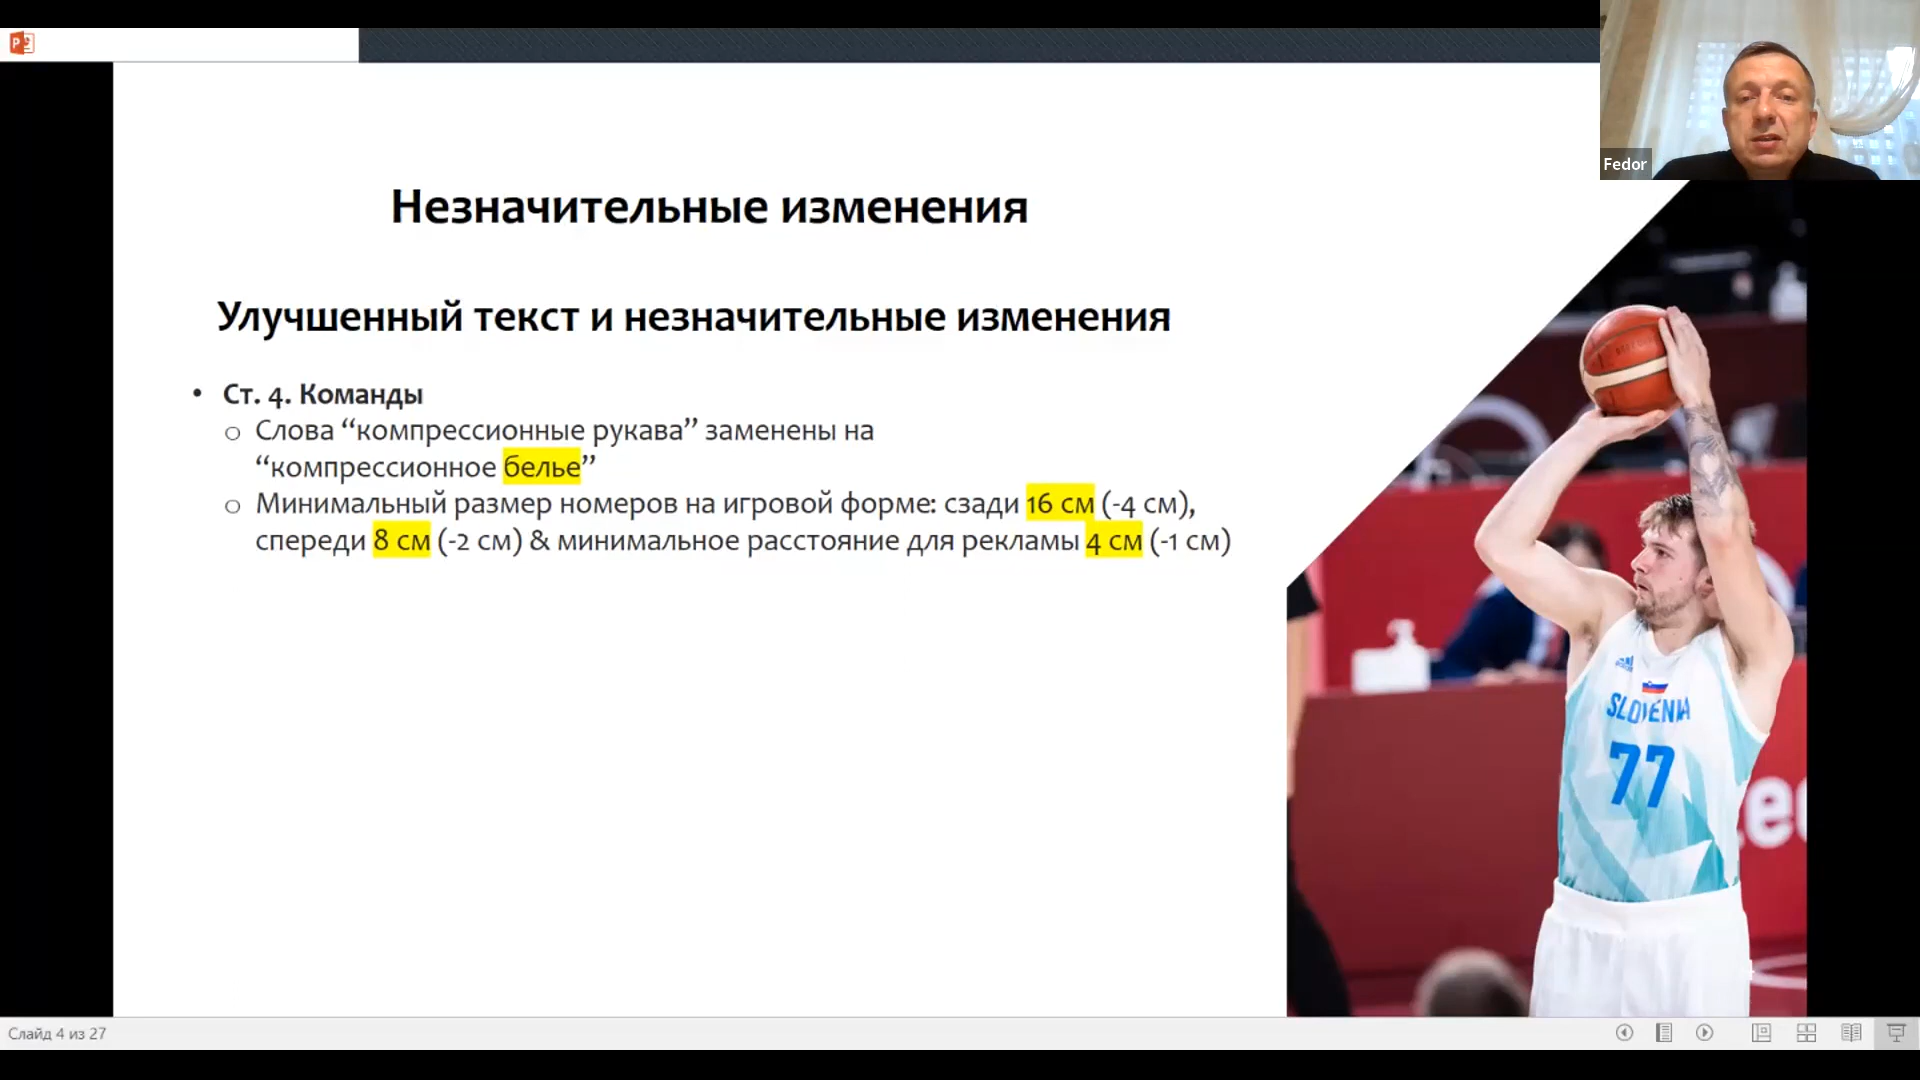 Fedor
Незначительные изменения
Улучшенный текст и незначительные изменения
• Ст. 4. Команды
o Слова “компрессионные рукава” заменены на
“компрессионное белье”
o Минимальный размер номеров на игровой форме: сзади 16 см (-4 см),
спереди 8 см (-2 см) & минимальное расстояние для рекламы 4 см (-1 см)
SLOVENIA
77
Слайд 4 из 27